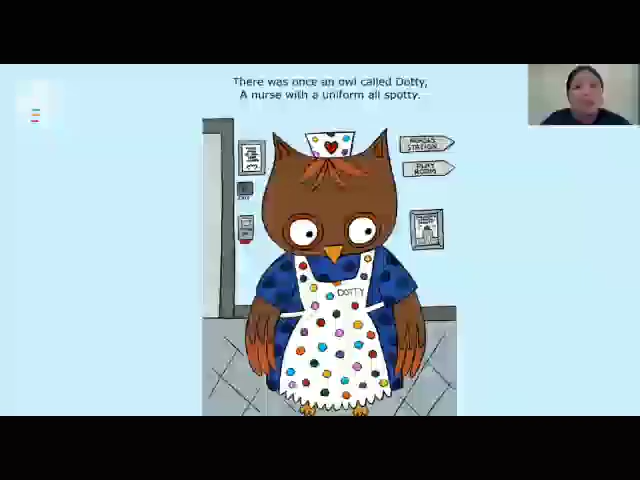 There was once an owl called Dotty,
A nurse with a uniform all spotty.
NURSES
STATION
PLAY
ROOM
DOTTY